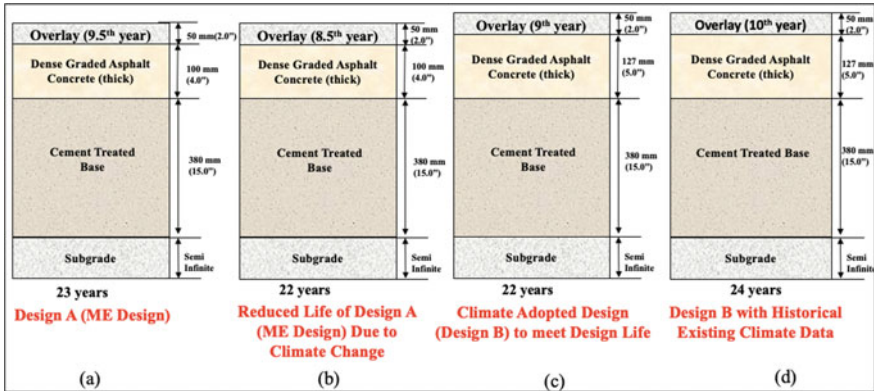 Overlay (9.5th year)
50 mm(2.0")
Dense Graded Asphalt
Concrete (thick)
100 mm
(4.0")
Cement Treated
Base
380 mm
(15.0")
Subgrade
Semi
Infinite
23 years
Design A (ME Design)
(a)
Overlay (8.5th year)
50 mm
(2.0")
Dense Graded Asphalt
Concrete (thick)
100 mm
(4.0")
Cement Treated
Base
380 mm
(15.0")
Subgrade
Semi
Infinite
22 years
Reduced Life of Design A
(ME Design) Due to
Climate Change
(b)
Overlay (9th year)
50 mm
(2.0")
Dense Graded Asphalt
Concrete (thick)
127 mm
(5.0")
Cement Treated
Base
380 mm
(15.0")
Subgrade
Semi
Infinite
22 years
Climate Adopted Design
(Design B) to meet Design Life
(c)
Overlay (10th year)
50 mm
(2.0")
Dense Graded Asphalt
Concrete (thick)
127 mm
(5.0")
Cement Treated Base
380 mm
(15.0")
Subgrade
Semi
Infinite
24 years
Design B with Historical
Existing Climate Data
(d)